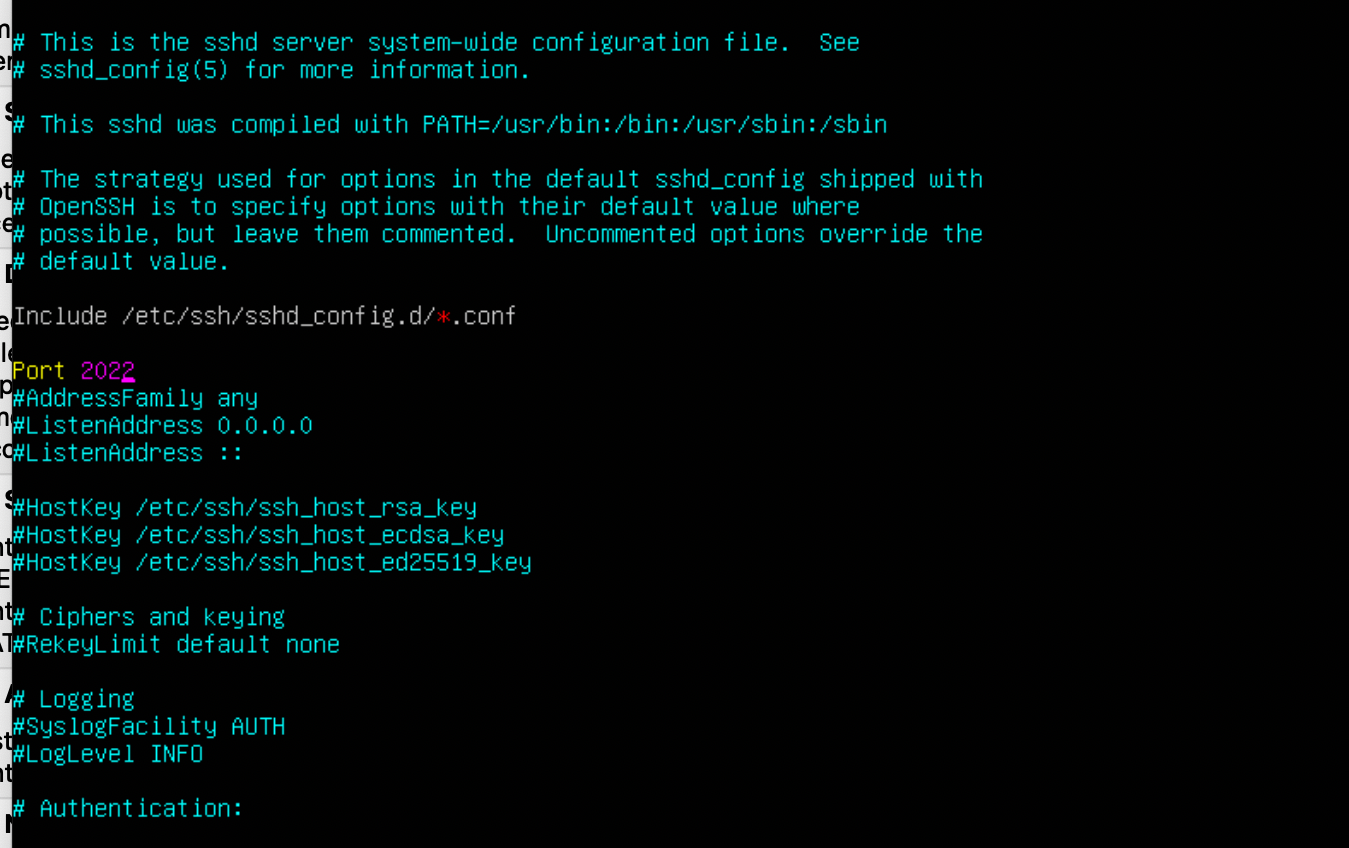 # This is the sshd server system-wide configuration file.  See
# sshd_config(5) for more information.

# This sshd was compiled with PATH=/usr/bin:/bin:/usr/sbin:/sbin

# The strategy used for options in the default sshd_config shipped with
# OpenSSH is to specify options with their default value where
# possible, but leave them commented.  Uncommented options override the
# default value.

Include /etc/ssh/sshd_config.d/*.conf

Port 2022
#AddressFamily any
#ListenAddress 0.0.0.0
#ListenAddress ::

#HostKey /etc/ssh/ssh_host_rsa_key
#HostKey /etc/ssh/ssh_host_ecdsa_key
#HostKey /etc/ssh/ssh_host_ed25519_key

# Ciphers and keying
#RekeyLimit default none

# Logging
#SyslogFacility AUTH
#LogLevel INFO

# Authentication: